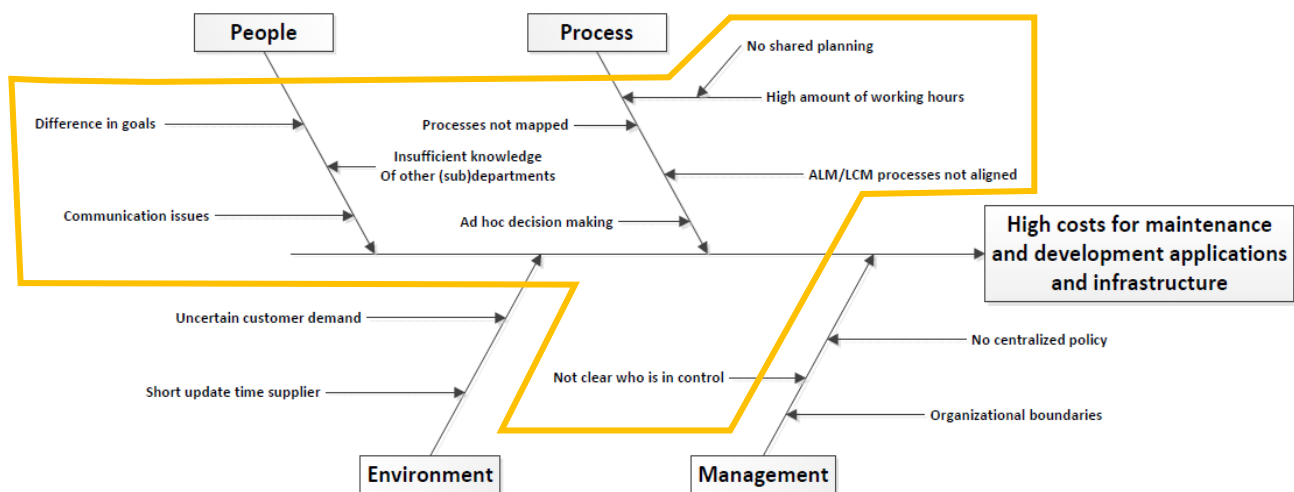 People
Process
No shared planning
High amount of working hours
Difference in goals
Processes not mapped
Insufficient knowledge
Of other (sub)departments
ALM/LCM processes not aligned
Communication issues
Ad hoc decision making
High costs for maintenance
and development applications
and infrastructure
Uncertain customer demand
No centralized policy
Not clear who is in control
Short update time supplier
Organizational boundaries
Environment
Management